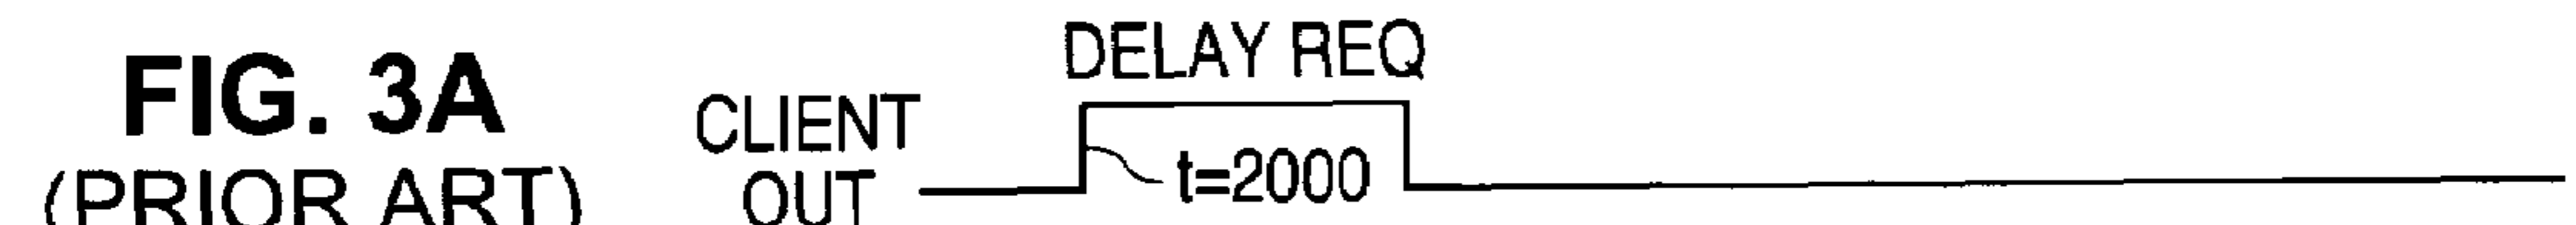 FIG. 3A
(PRIOR ART)
CLIENT
OUT
DELAY REQ
t=2000